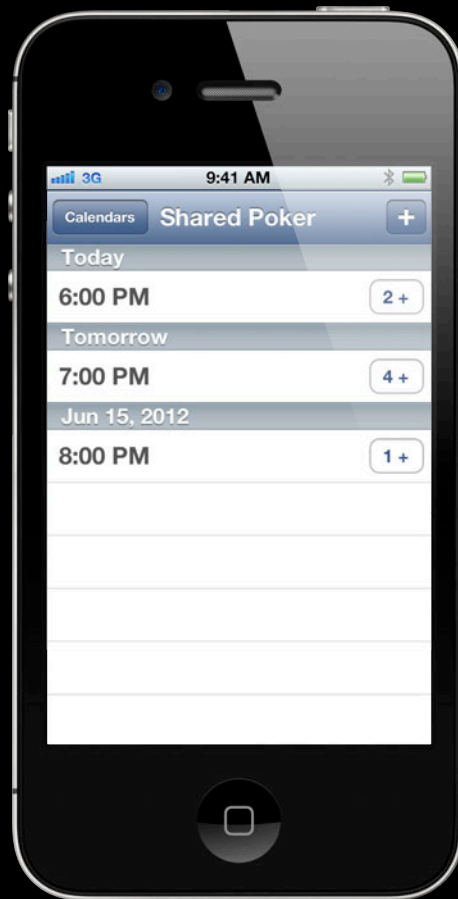 3G 9:41 AM
Calendars Shared Poker +
Today
6:00 PM 2 +
Tomorrow
7:00 PM 4 +
Jun 15, 2012
8:00 PM 1 +